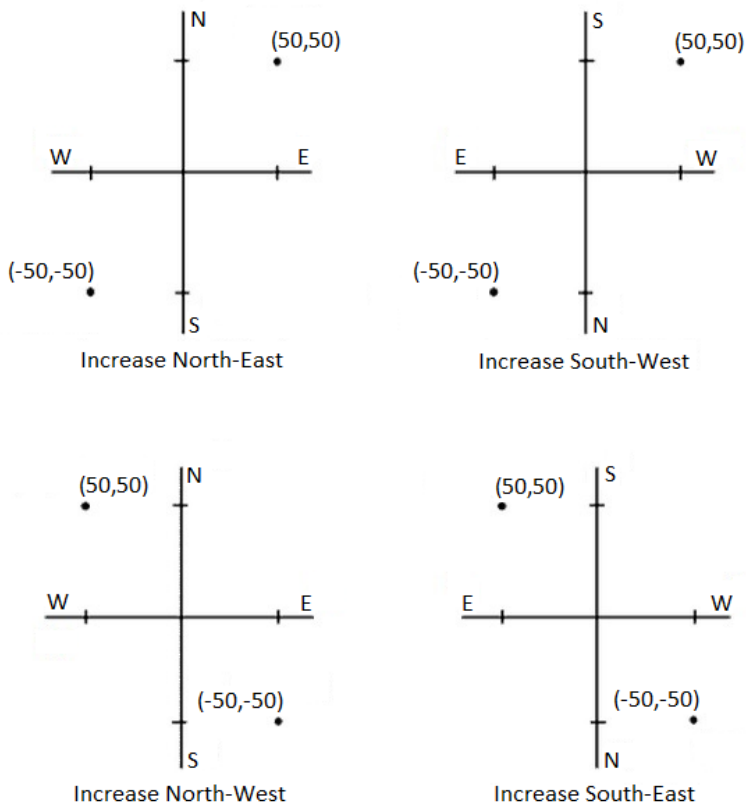 N
(50,50)
W
E
(-50,-50)
S
Increase North-East
S
(50,50)
E
W
(-50,-50)
N
Increase South-West
N
(50,50)
W
E
(-50,-50)
S
Increase North-West
S
(50,50)
E
W
(-50,-50)
N
Increase South-East